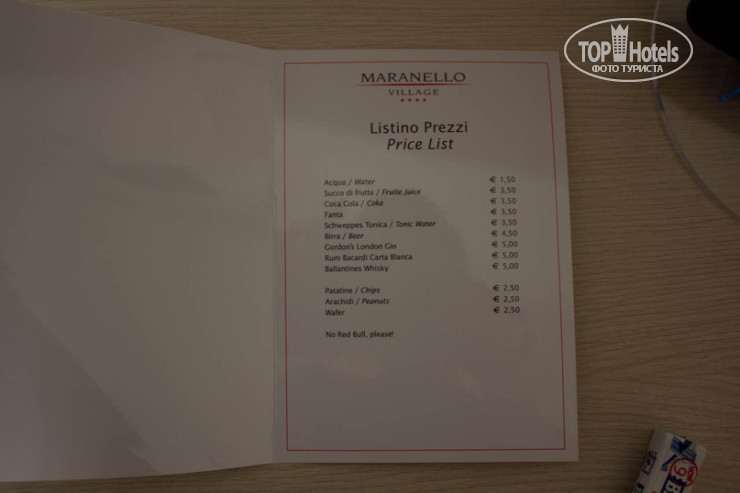 TOP Hotels
ФОТО ТУРИСТА
MARANELLO
VILLAGE
Listino Prezzi
Price List
Acqua / Water € 1,50
Succo di frutta / Fruite Juice € 3,50
Coca Cola / Coke € 3,50
Fanta € 3,50
Schweppes Tonica / Tonic Water € 3,50
Birra / Beer € 4,50
Gordon's London Gin € 5,00
Rum Bacardi Carta Blanca € 5,00
Ballantines Whisky € 5,00
Patatine / Chips € 2,50
Arachidi / Peanuts € 2,50
Wafer € 2,50
No Red Bull, please!